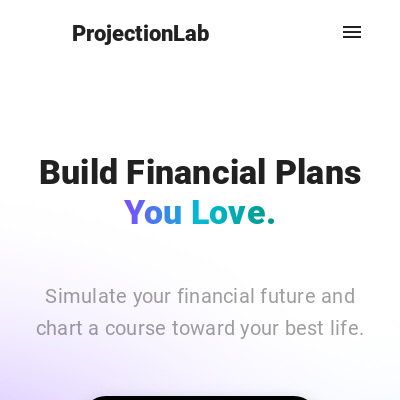 ProjectionLab
Build Financial Plans
You Love.
Simulate your financial future and
chart a course toward your best life.